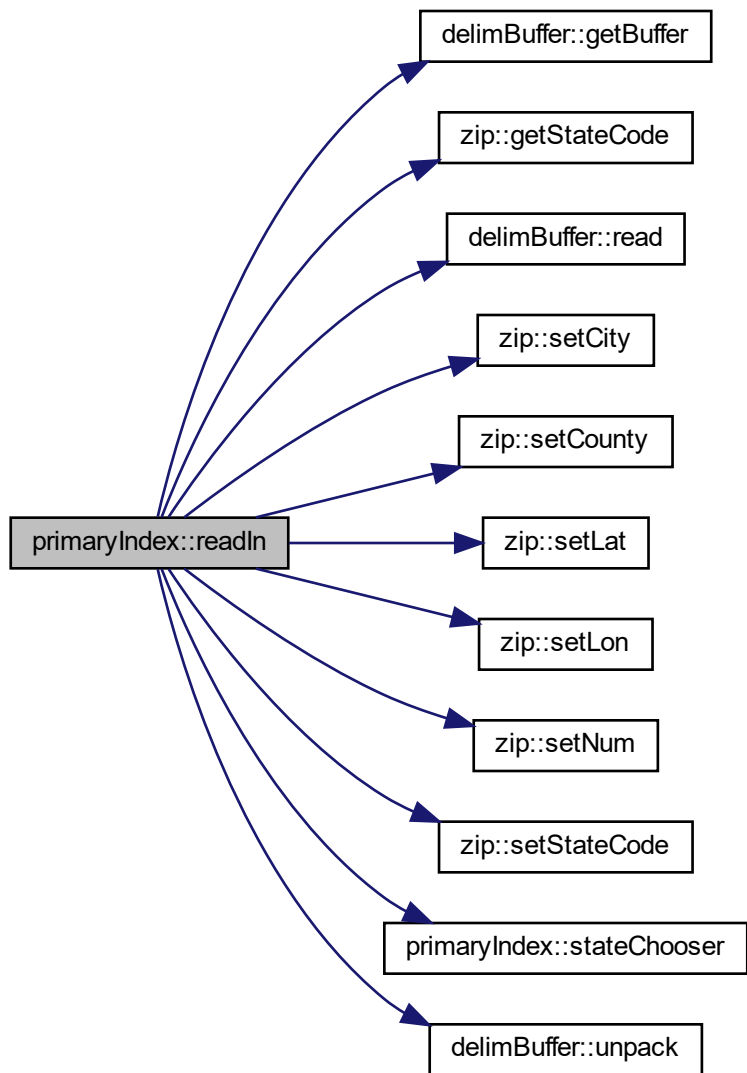 delimBuffer::getBuffer
zip::getStateCode
delimBuffer::read
zip::setCity
zip::setCounty
primaryIndex::readIn
zip::setLat
zip::setLon
zip::setNum
zip::setStateCode
primaryIndex::stateChooser
delimBuffer::unpack